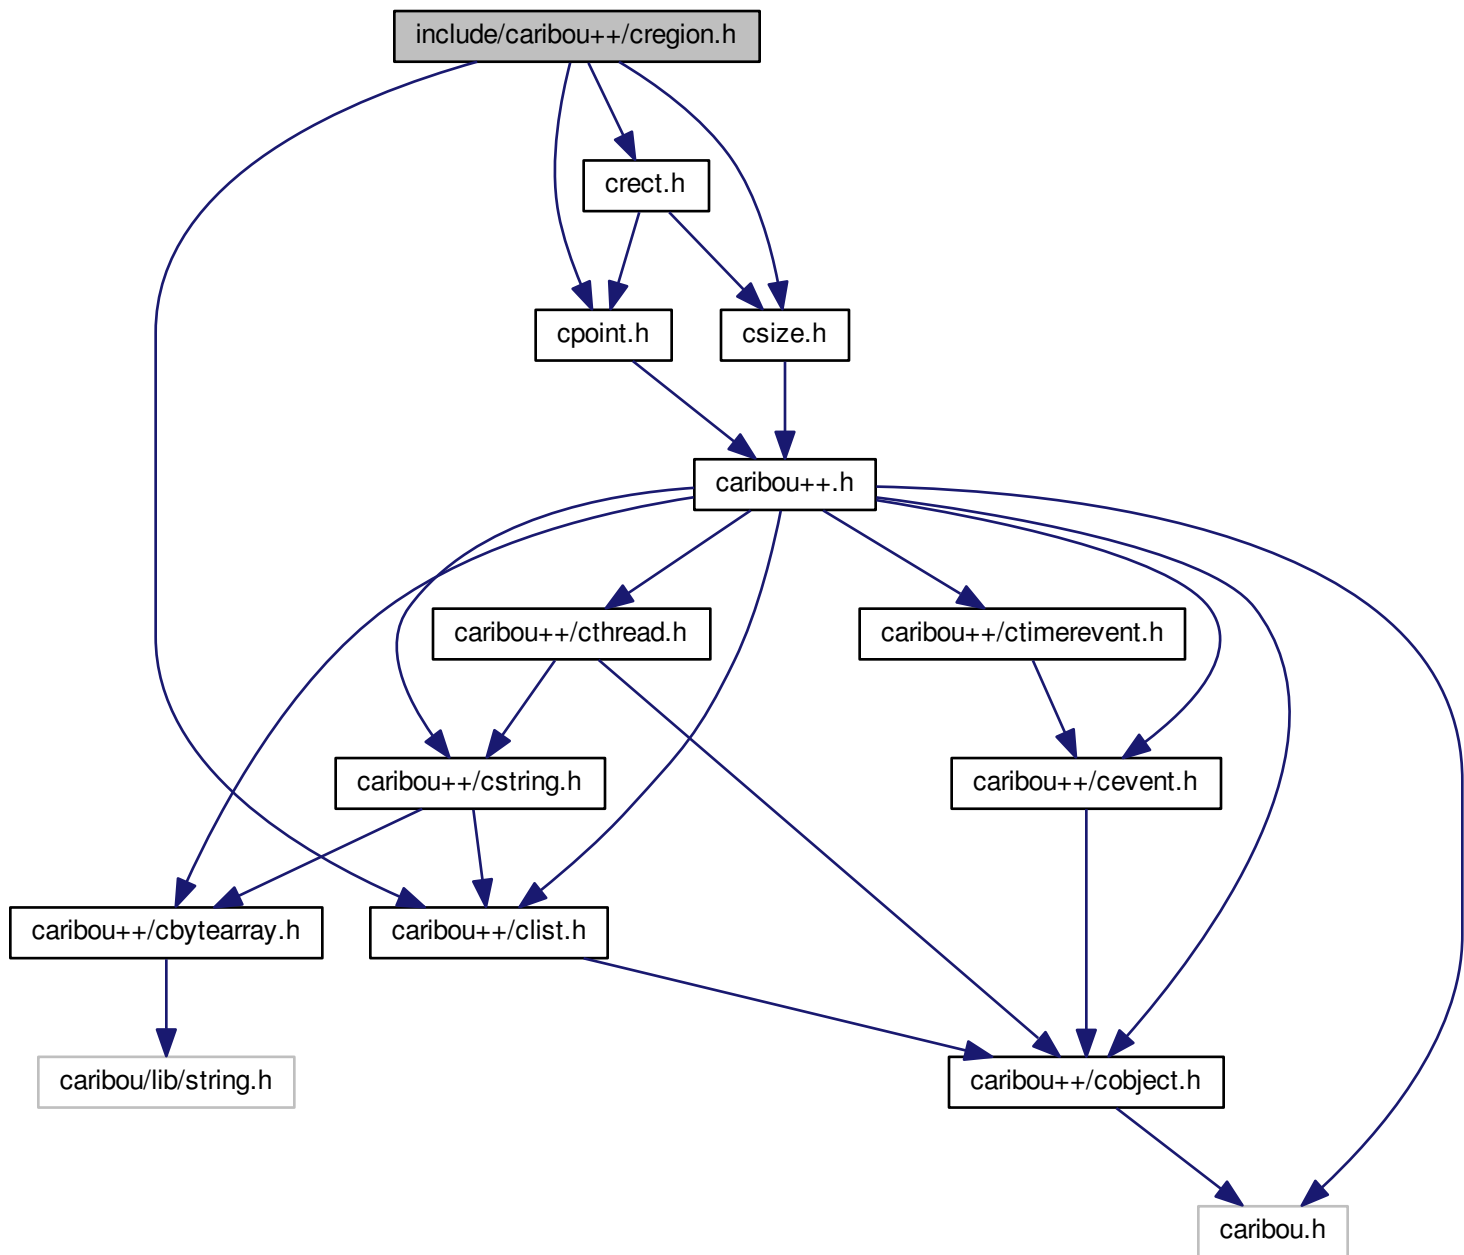 include/caribou++/cregion.h
crect.h
cpoint.h
csize.h
caribou++.h
caribou++/cthread.h
caribou++/ctimerevent.h
caribou++/cstring.h
caribou++/cevent.h
caribou++/cbytearray.h
caribou++/clist.h
caribou/lib/string.h
caribou++/cobject.h
caribou.h